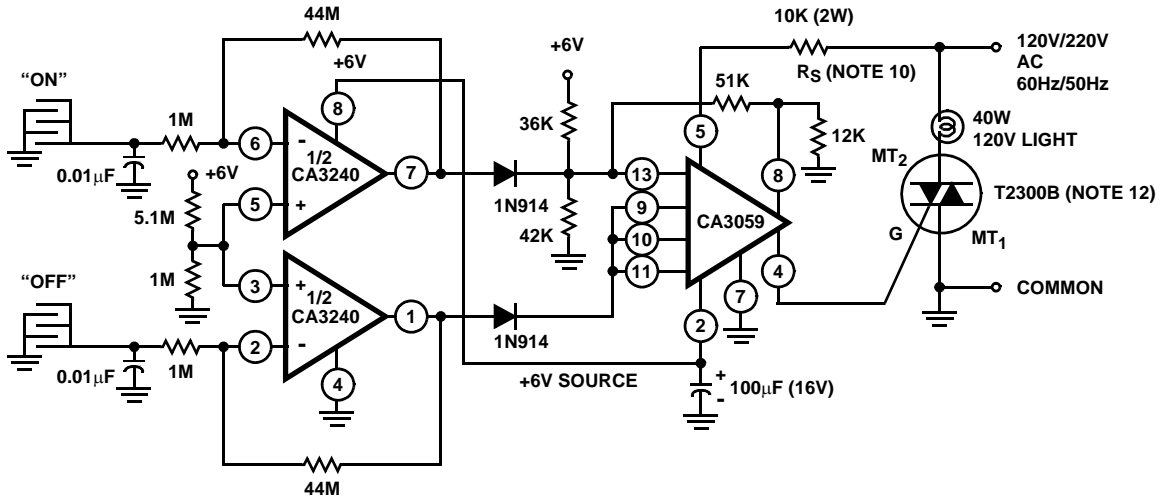 44M
+6V
"ON"
1M
0.01μF
6
-
8
1/2
CA3240
7
5
+
+6V
5.1M
1M
"OFF"
1M
0.01μF
3
+
1/2
CA3240
1
2
-
4
44M
1N914
1N914
+6V
36K
42K
+6V SOURCE
13
9
10
11
5
CA3059
8
4
7
2
51K
12K
10K (2W)
RS (NOTE 10)
+
-
100μF (16V)
120V/220V
AC
60Hz/50Hz
40W
120V LIGHT
MT2
T2300B (NOTE 12)
G
MT1
COMMON